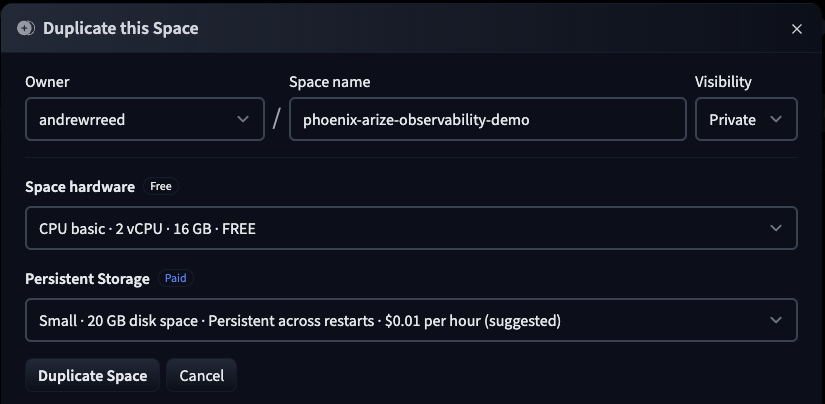 Duplicate this Space
Owner
Space name
Visibility
andrewrreed
/
phoenix-arize-observability-demo
Private
Space hardware Free
CPU basic · 2 vCPU · 16 GB · FREE
Persistent Storage Paid
Small · 20 GB disk space · Persistent across restarts · $0.01 per hour (suggested)
Duplicate Space
Cancel